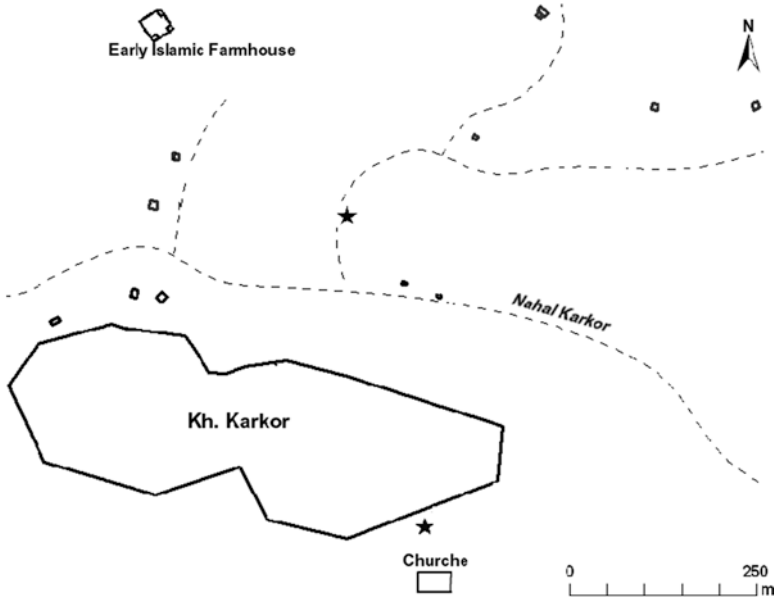 Early Islamic Farmhouse
N
Nahal Karkor
Kh. Karkor
Churche
0 250
m